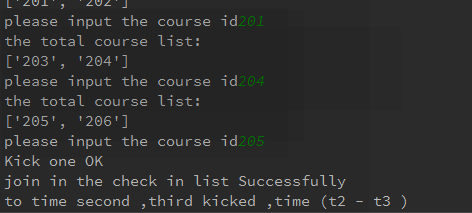 ['201', '202']
please input the course id201
the total course list:
['203', '204']
please input the course id204
the total course list:
['205', '206']
please input the course id205
Kick one OK
join in the check in list Successfully
to time second ,third kicked ,time (t2 - t3 )